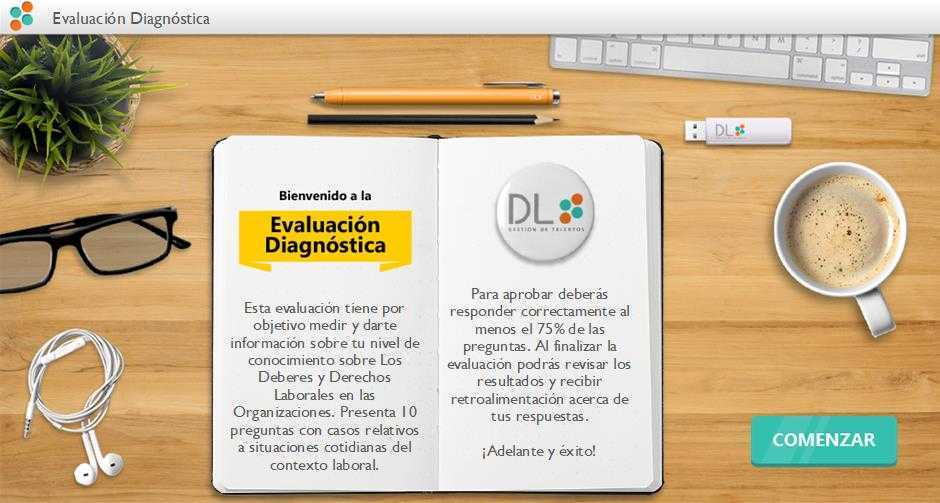 Evaluación Diagnóstica
DL
Bienvenido a la
Evaluación
Diagnóstica
Esta evaluación tiene por
objetivo medir y darte
información sobre tu nivel de
conocimiento sobre Los
Deberes y Derechos
Laborales en las
Organizaciones. Presenta 10
preguntas con casos relativos
a situaciones cotidianas del
contexto laboral.
DL
GESTIÓN DE TALENTOS
Para aprobar deberás
responder correctamente al
menos el 75% de las
preguntas. Al finalizar la
evaluación podrás revisar los
resultados y recibir
retroalimentación acerca de
tus respuestas.
¡Adelante y éxito!
COMENZAR